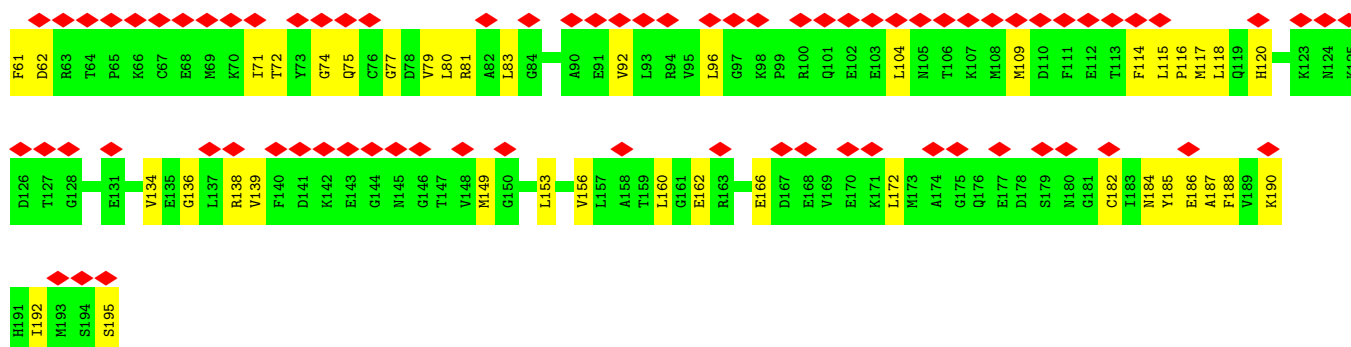 F61 D62 R63 T64 P65 K66 C67 E68 M69 K70 I71 T72 Y73 G74 Q75 C76 G77 D78 V79 L80 R81 A82 L83 G84 A90 E91 V92 L93 R94 V95 L96 G97 K98 P99 R100 Q101 E102 E103 L104 N105 T106 K107 M108 M109 D110 F111 E112 T113 F114 L115 P116 M117 L118 Q119 H120 K123 N124 K125
D126 T127 G128 E131 V134 E135 G136 L137 R138 V139 F140 D141 K142 E143 G144 N145 G146 T147 V148 M149 G150 L153 V156 L157 A158 T159 L160 G161 E162 R163 E166 D167 E168 V169 E170 K171 L172 M173 A174 G175 Q176 E177 D178 S179 N180 G181 C182 I183 N184 Y185 E186 A187 F188 V189 K190
H191 I192 M193 S194 S195